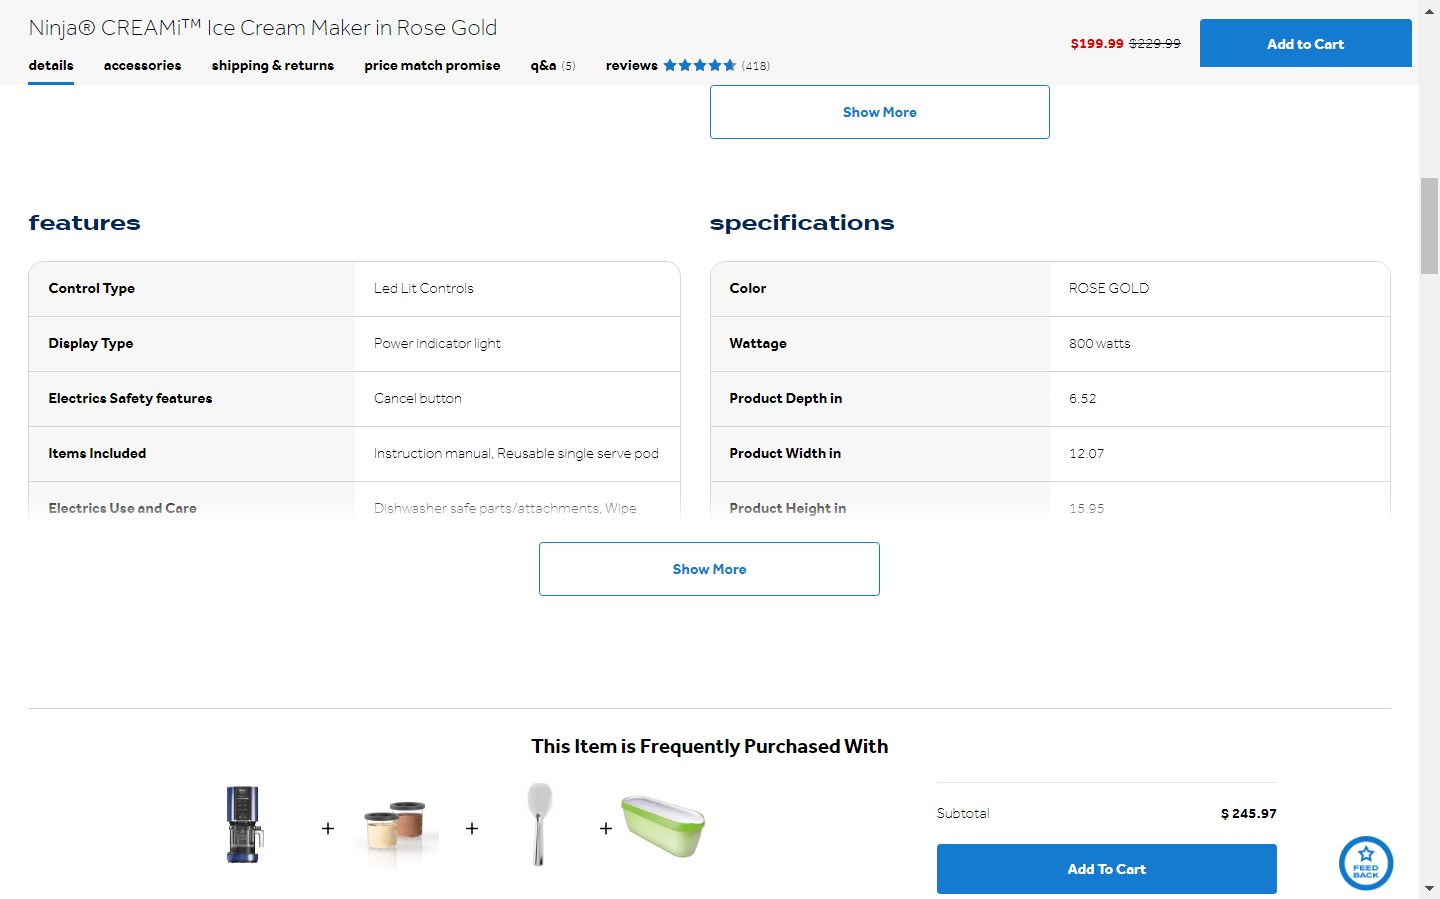 Ninja® CREAMi™ Ice Cream Maker in Rose Gold
$199.99 $229.99
Add to Cart
details accessories shipping & returns price match promise q&a (5) reviews (418)
Show More
features
Control Type Led Lit Controls
Display Type Power indicator light
Electrics Safety features Cancel button
Items Included Instruction manual, Reusable single serve pod
Electrics Use and Care Dishwasher safe parts/attachments, Wipe
specifications
Color ROSE GOLD
Wattage 800 watts
Product Depth in 6.52
Product Width in 12.07
Product Height in 15.95
Show More
This Item is Frequently Purchased With
+ + +
Subtotal $ 245.97
Add To Cart
FEED
BACK